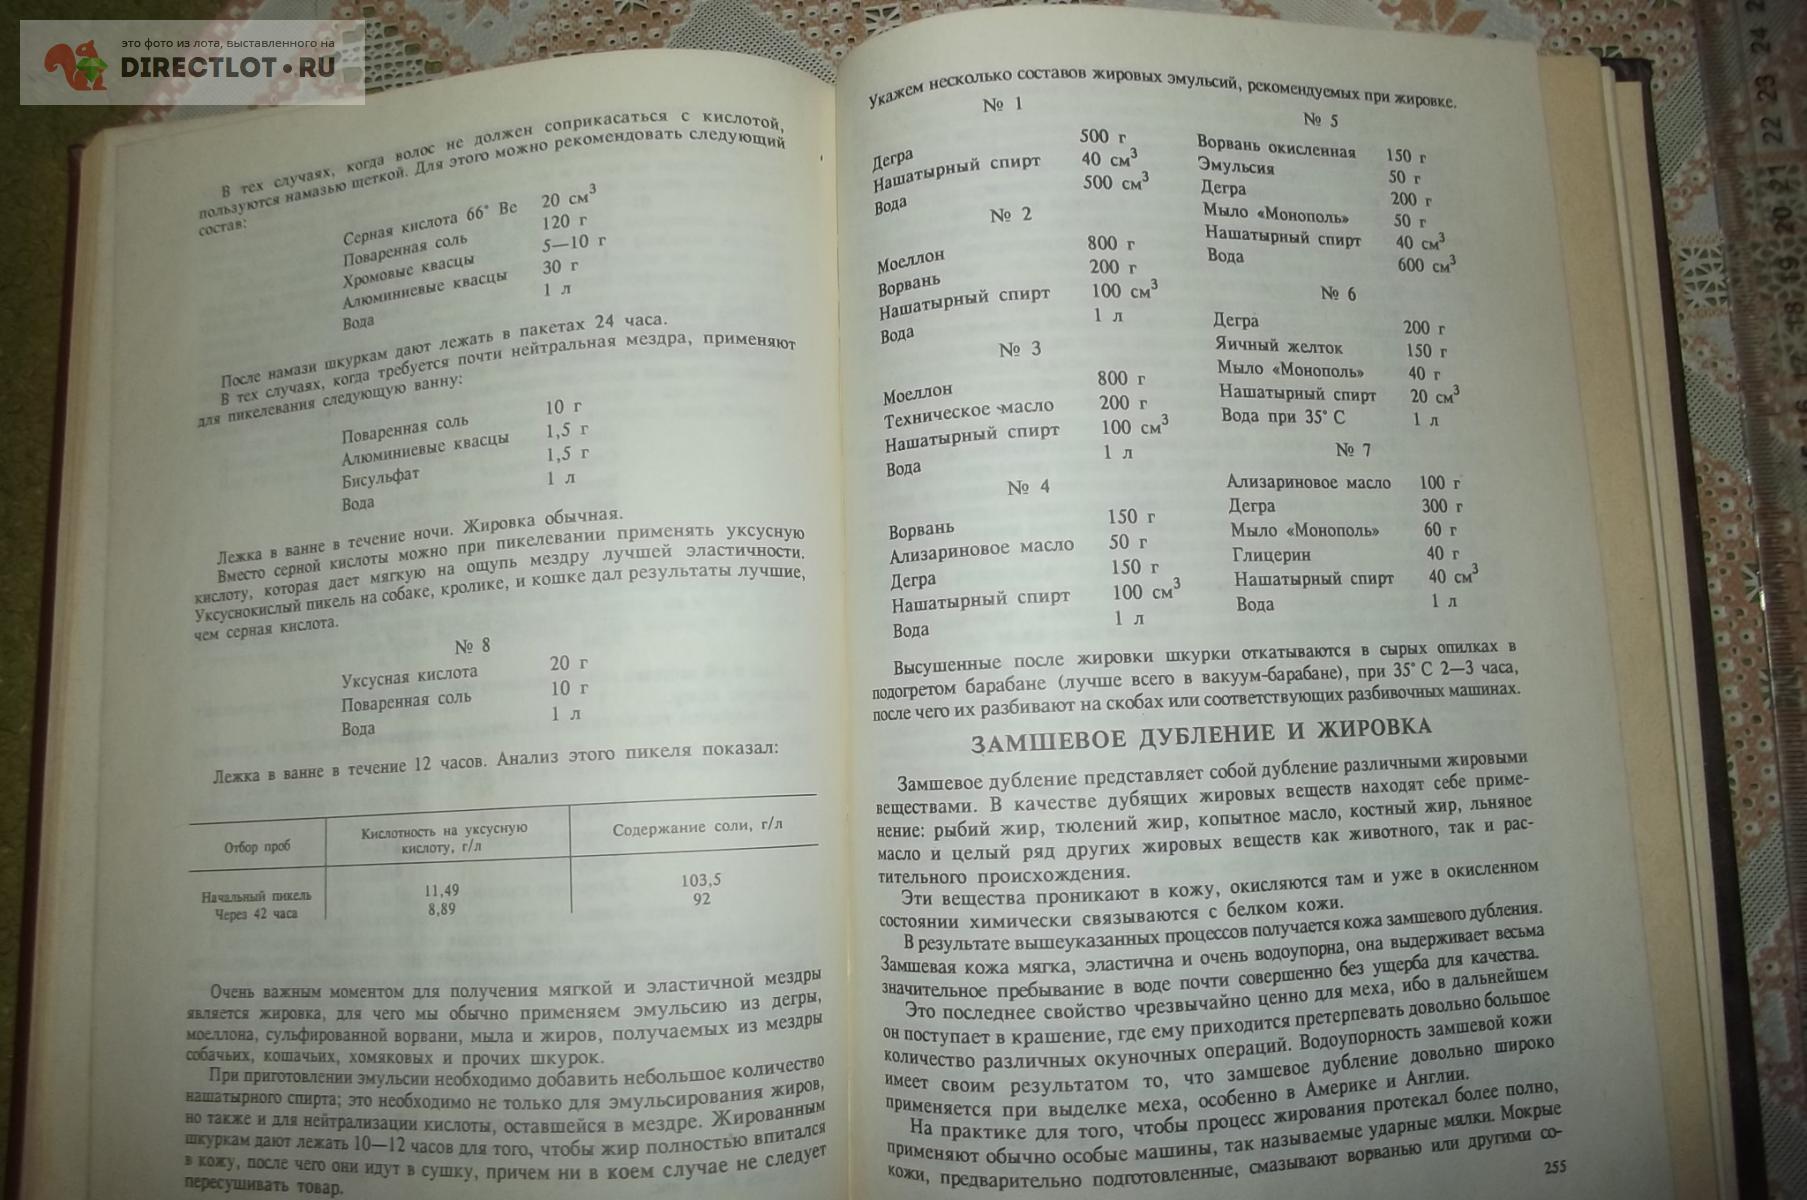 это фото из лота, выставленного на
DIRECTLOT.RU
В тех случаях, когда волос не должен соприкасаться с кислотой,
пользуются намазью щеткой. Для этого можно рекомендовать следующий
состав:
Серная кислота 66° Ве 20 см³
Поваренная соль 120 г
Хромовые квасцы 5—10 г
Алюминиевые квасцы 30 г
Вода 1 л
После намази шкуркам дают лежать в пакетах 24 часа.
В тех случаях, когда требуется почти нейтральная мездра, применяют
для пикелевания следующую ванну:
Поваренная соль 10 г
Алюминиевые квасцы 1,5 г
Бисульфат 1,5 г
Вода 1 л
Лежка в ванне в течение ночи. Жировка обычная.
Вместо серной кислоты можно при пикелевании применять уксусную
кислоту, которая дает мягкую на ощупь мездру лучшей эластичности.
Уксуснокислый пикель на собаке, кролике, и кошке дал результаты лучшие,
чем серная кислота.
№ 8
Уксусная кислота 20 г
Поваренная соль 10 г
Вода 1 л
Лежка в ванне в течение 12 часов. Анализ этого пикеля показал:
Отбор проб Кислотность на уксусную Содержание соли, г/л
кислоту, г/л
Начальный пикель 11,49 103,5
Через 42 часа 8,89 92
Очень важным моментом для получения мягкой и эластичной мездры
является жировка, для чего мы обычно применяем эмульсию из дегры,
моеллона, сульфированной ворвани, мыла и жиров, получаемых из мездры
собачьих, кошачьих, хомяковых и прочих шкурок.
При приготовлении эмульсии необходимо добавить небольшое количество
нашатырного спирта; это необходимо не только для эмульсирования жиров,
но также и для нейтрализации кислоты, оставшейся в мездре. Жированным
шкуркам дают лежать 10—12 часов для того, чтобы жир полностью впитался
в кожу, после чего они идут в сушку, причем ни в коем случае не следует
пересушивать товар.
Укажем несколько составов жировых эмульсий, рекомендуемых при жировке.
№ 1
Дегра 500 г
Нашатырный спирт 40 см³
Вода 500 см³
№ 2
Моеллон 800 г
Ворвань 200 г
Нашатырный спирт 100 см³
Вода 1 л
№ 3
Моеллон 800 г
Техническое масло 200 г
Нашатырный спирт 100 см³
Вода 1 л
№ 4
Ворвань 150 г
Ализариновое масло 50 г
Дегра 150 г
Нашатырный спирт 100 см³
Вода 1 л
№ 5
Ворвань окисленная 150 г
Эмульсия 50 г
Дегра 200 г
Мыло «Монополь» 50 г
Нашатырный спирт 40 см³
Вода 600 см³
№ 6
Дегра 200 г
Яичный желток 150 г
Мыло «Монополь» 40 г
Нашатырный спирт 20 см³
Вода при 35° С 1 л
№ 7
Ализариновое масло 100 г
Дегра 300 г
Мыло «Монополь» 60 г
Глицерин 40 г
Нашатырный спирт 40 см³
Вода 1 л
Высушенные после жировки шкурки откатываются в сырых опилках в
подогретом барабане (лучше всего в вакуум-барабане), при 35° С 2—3 часа,
после чего их разбивают на скобах или соответствующих разбивочных машинах.
ЗАМШЕВОЕ ДУБЛЕНИЕ И ЖИРОВКА
Замшевое дубление представляет собой дубление различными жировыми
веществами. В качестве дубящих жировых веществ находят себе приме-
нение: рыбий жир, тюлений жир, копытное масло, костный жир, льняное
масло и целый ряд других жировых веществ как животного, так и рас-
тительного происхождения.
Эти вещества проникают в кожу, окисляются там и уже в окисленном
состоянии химически связываются с белком кожи.
В результате вышеуказанных процессов получается кожа замшевого дубления.
Замшевая кожа мягка, эластична и очень водоупорна, она выдерживает весьма
значительное пребывание в воде почти совершенно без ущерба для качества.
Это последнее свойство чрезвычайно ценно для меха, ибо в дальнейшем
он поступает в крашение, где ему приходится претерпевать довольно большое
количество различных окуночных операций. Водоупорность замшевой кожи
имеет своим результатом то, что замшевое дубление довольно широко
применяется при выделке меха, особенно в Америке и Англии.
На практике для того, чтобы процесс жирования протекал более полно,
применяют обычно особые машины, так называемые ударные мялки. Мокрые
кожи, предварительно подготовленные, смазывают ворванью или другими со-
255
24
23
22
21
20
19
18
17
16